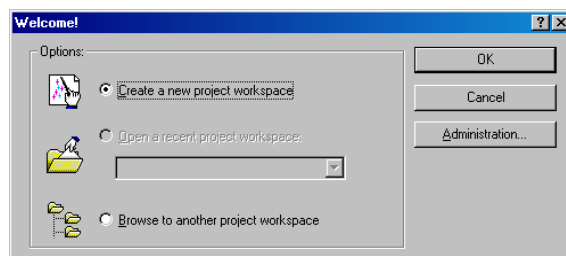 Welcome!
Options:
Create a new project workspace
Open a recent project workspace:
Browse to another project workspace
OK
Cancel
Administration...